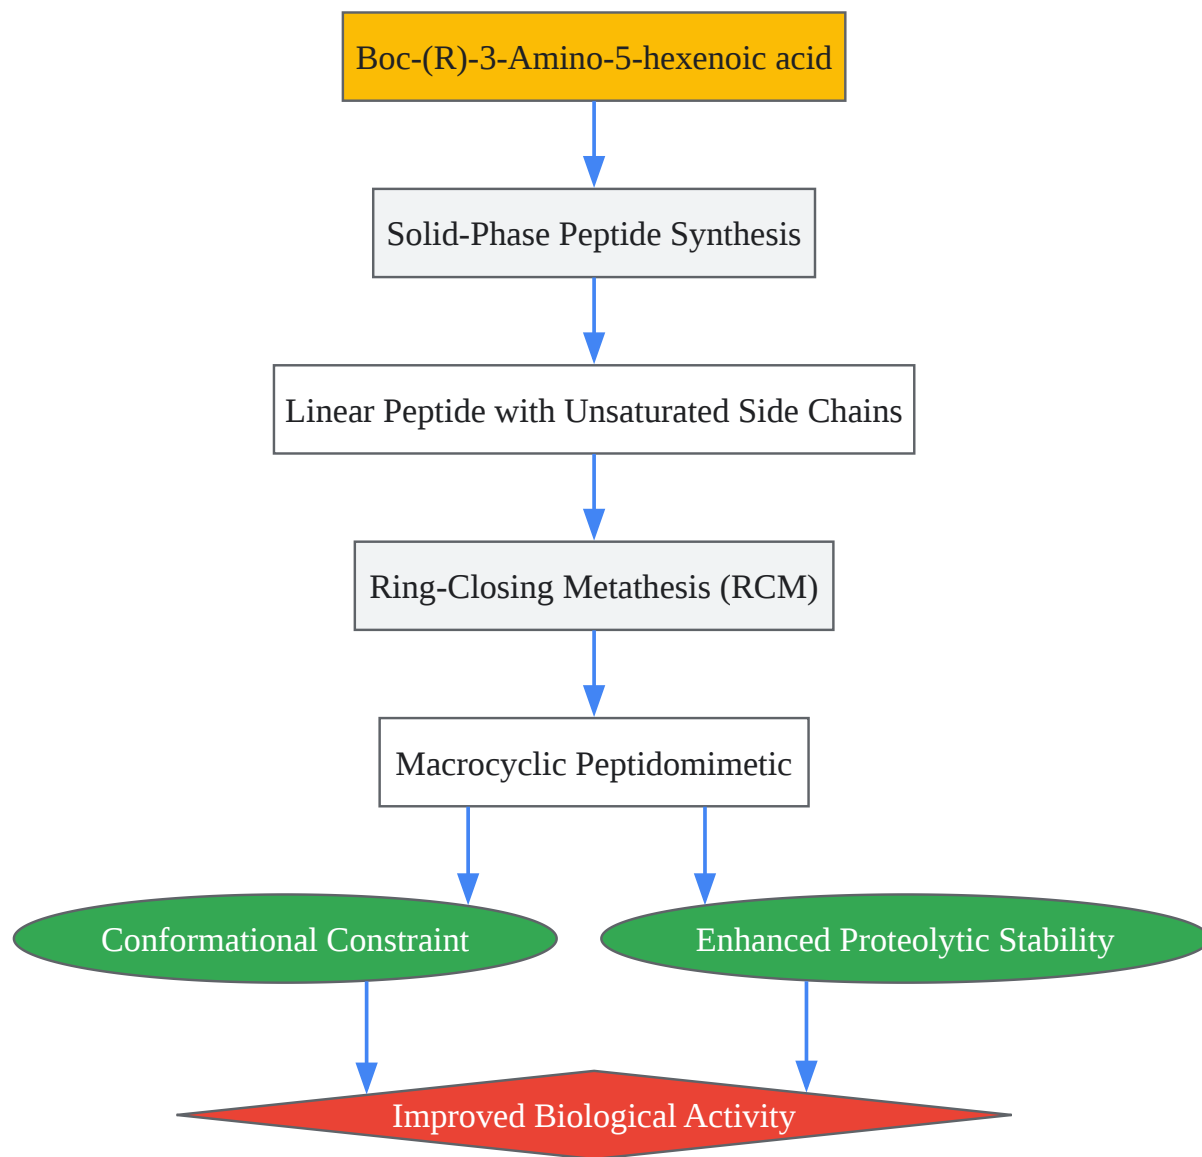 Boc-(R)-3-Amino-5-hexenoic acid
Solid-Phase Peptide Synthesis
Linear Peptide with Unsaturated Side Chains
Ring-Closing Metathesis (RCM)
Macrocyclic Peptidomimetic
Conformational Constraint
Enhanced Proteolytic Stability
Improved Biological Activity